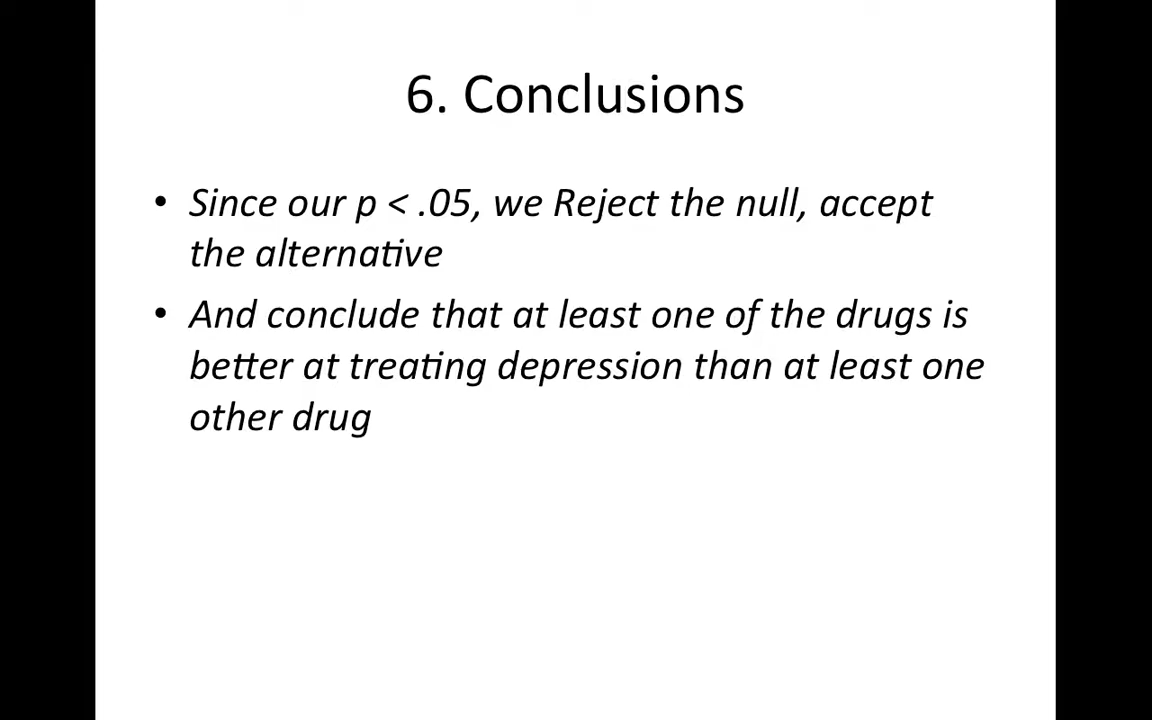 6. Conclusions
• Since our p < .05, we Reject the null, accept
the alternative
• And conclude that at least one of the drugs is
better at treating depression than at least one
other drug